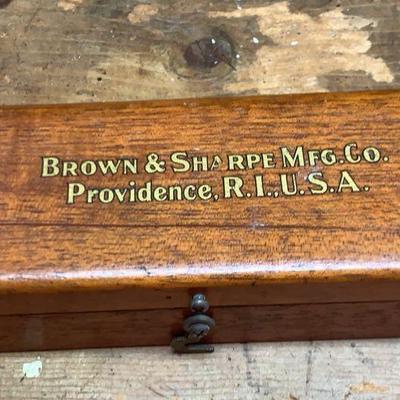 BROWN & SHARPE MFG. CO.
Providence, R.I., U.S.A.